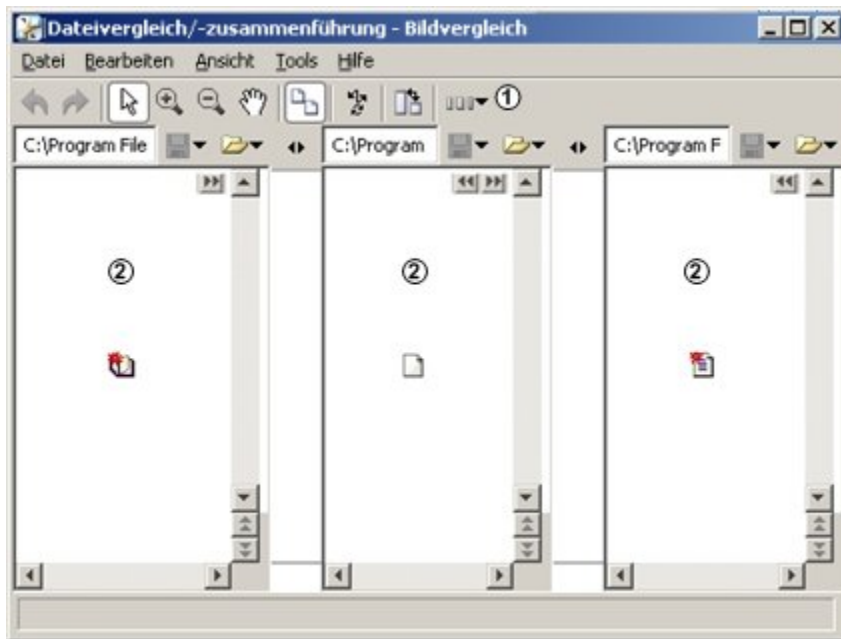 Dateivergleich/-zusammenführung - Bildvergleich
Datei Bearbeiten Ansicht Tools Hilfe
①
C:\Program File C:\Program C:\Program F
② ② ②